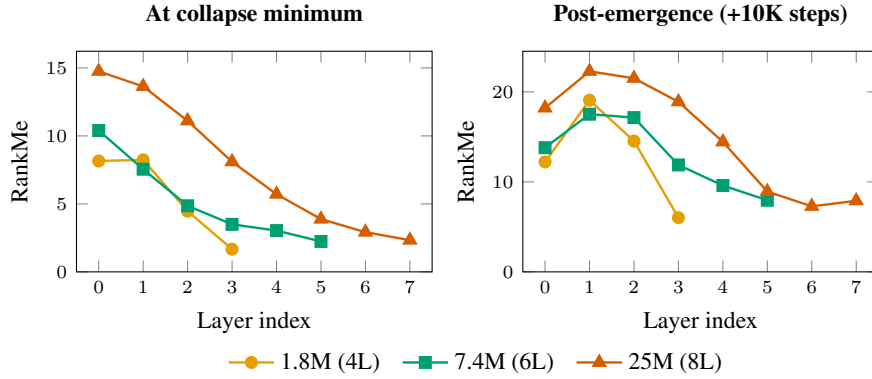 At collapse minimum
15
10
5
0
RankMe
0 1 2 3 4 5 6 7
Layer index
Post-emergence (+10K steps)
20
10
0
RankMe
0 1 2 3 4 5 6 7
Layer index
1.8M (4L) 7.4M (6L) 25M (8L)